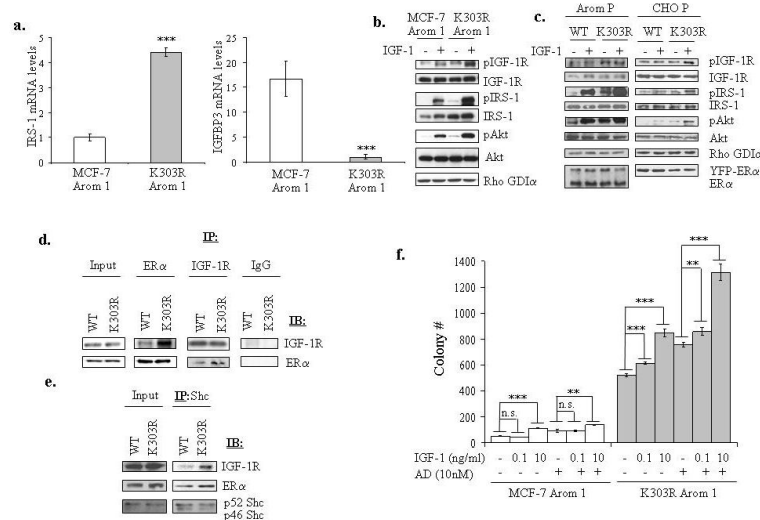 a.
IRS-1 mRNA levels
5
4
3
2
1
0
***
MCF-7
Arom 1
K303R
Arom 1
IGFBP3 mRNA levels
25
20
15
10
5
0
***
MCF-7
Arom 1
K303R
Arom 1
b.
MCF-7 K303R
Arom 1 Arom 1
IGF-1 - + - +
pIGF-1R
IGF-1R
pIRS-1
IRS-1
pAkt
Akt
Rho GDIα
c.
Arom P CHO P
WT K303R WT K303R
IGF-1 - + - + - + - +
pIGF-1R
IGF-1R
pIRS-1
IRS-1
pAkt
Akt
Rho GDIα
YFP-ERα
ERα
d.
IP:
Input ERα IGF-1R IgG
WT K303R WT K303R WT K303R WT K303R
IB:
IGF-1R
ERα
e.
Input IP:Shc
WT K303R WT K303R
IB:
IGF-1R
ERα
p52 Shc
p46 Shc
f.
Colony #
1400
1200
1000
800
600
400
200
0
n.s. *** n.s. ** *** *** ** ***
IGF-1 (ng/ml) - 0.1 10 - 0.1 10 - 0.1 10 - 0.1 10
AD (10nM) - - - + + + - - - + + +
MCF-7 Arom 1 K303R Arom 1